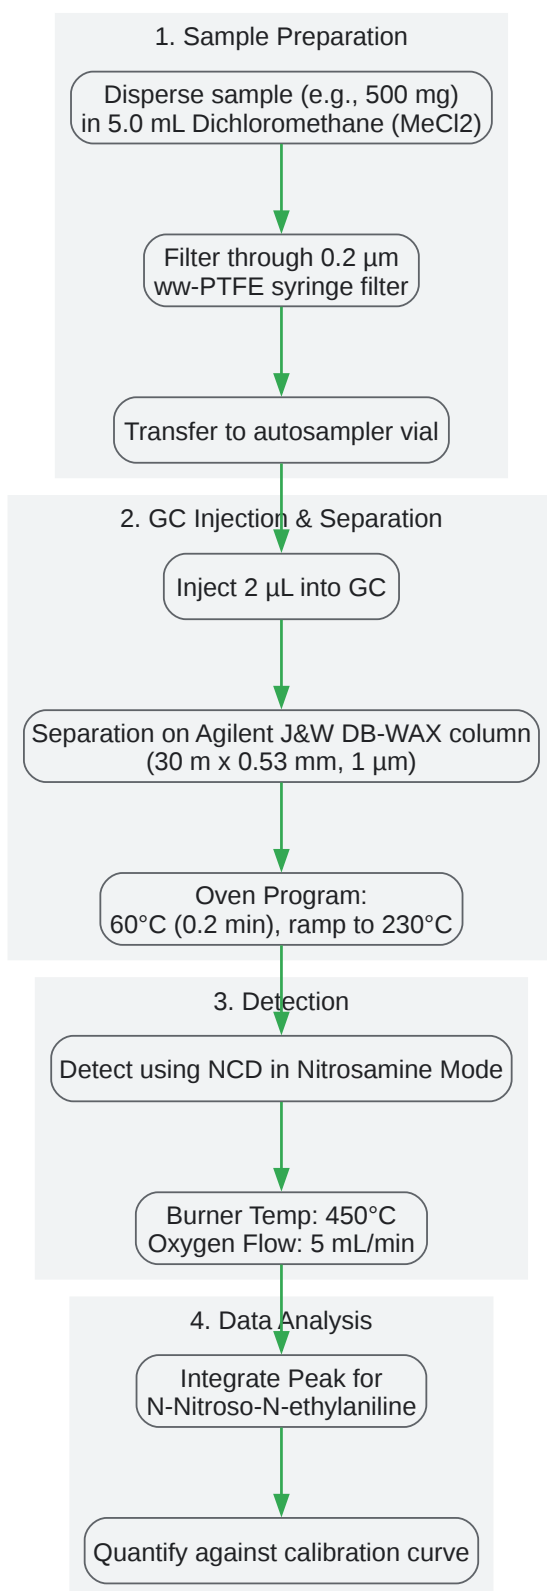 1. Sample Preparation
Disperse sample (e.g., 500 mg)
in 5.0 mL Dichloromethane (MeCl2)
Filter through 0.2 µm
ww-PTFE syringe filter
Transfer to autosampler vial
2. GC Injection & Separation
Inject 2 µL into GC
Separation on Agilent J&W DB-WAX column
(30 m x 0.53 mm, 1 µm)
Oven Program:
60°C (0.2 min), ramp to 230°C
3. Detection
Detect using NCD in Nitrosamine Mode
Burner Temp: 450°C
Oxygen Flow: 5 mL/min
4. Data Analysis
Integrate Peak for
N-Nitroso-N-ethylaniline
Quantify against calibration curve